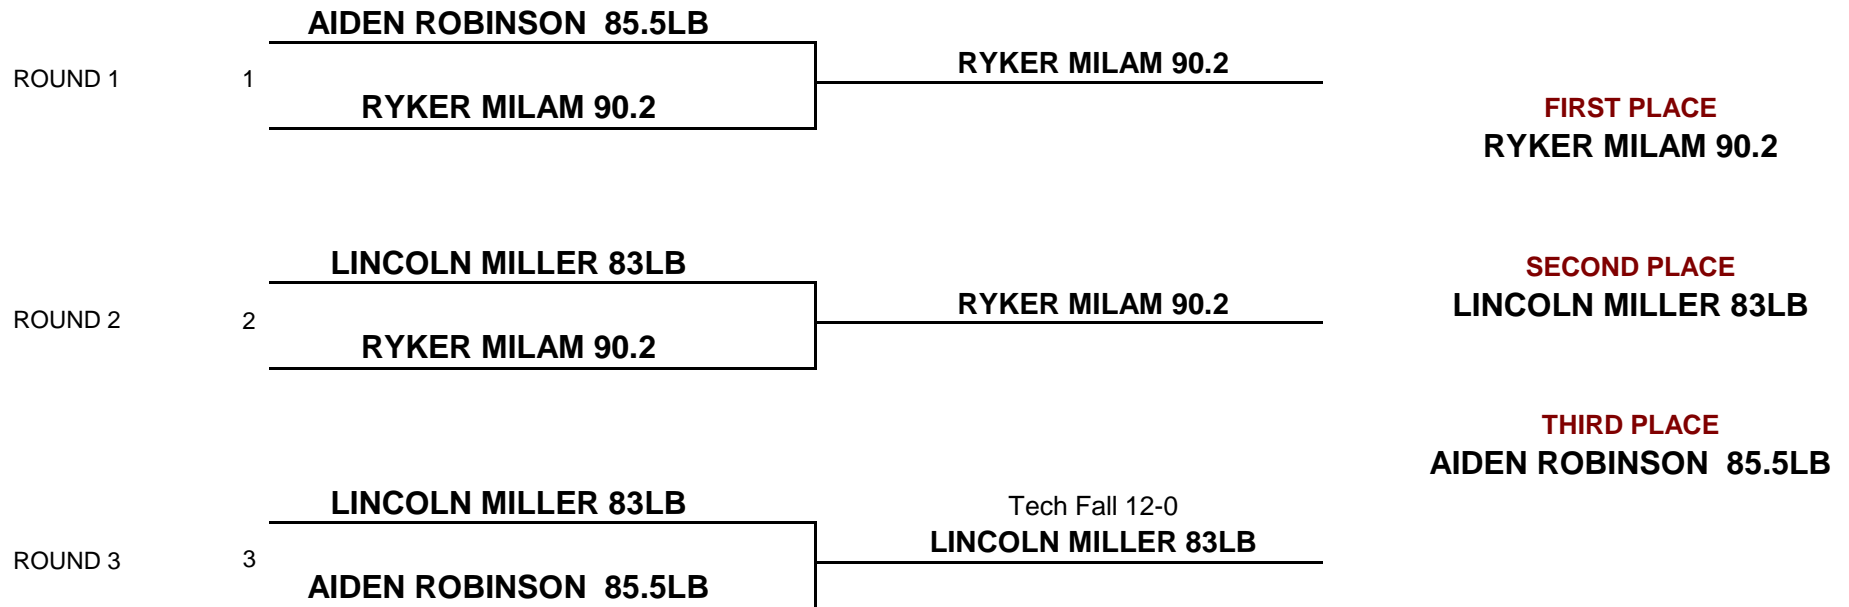 AIDEN ROBINSON  85.5LB
ROUND 1
1
RYKER MILAM 90.2
RYKER MILAM 90.2
FIRST PLACE
RYKER MILAM 90.2
LINCOLN MILLER 83LB
ROUND 2
2
RYKER MILAM 90.2
RYKER MILAM 90.2
SECOND PLACE
LINCOLN MILLER 83LB
THIRD PLACE
AIDEN ROBINSON  85.5LB
LINCOLN MILLER 83LB
ROUND 3
3
AIDEN ROBINSON  85.5LB
Tech Fall 12-0
LINCOLN MILLER 83LB